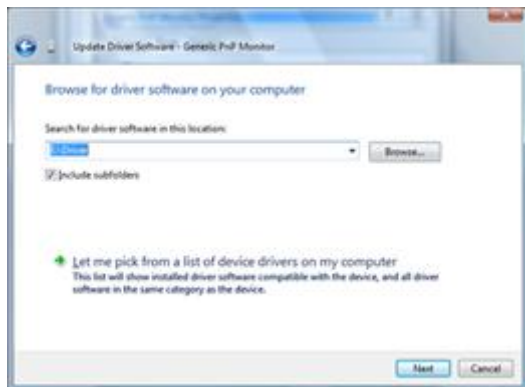 Update Driver Software - Generic PnP Monitor
Browse for driver software on your computer
Search for driver software in this location:
Browse...
Include subfolders
Let me pick from a list of device drivers on my computer
This list will show installed driver software compatible with the device, and all driver
software in the same category as the device.
Next
Cancel